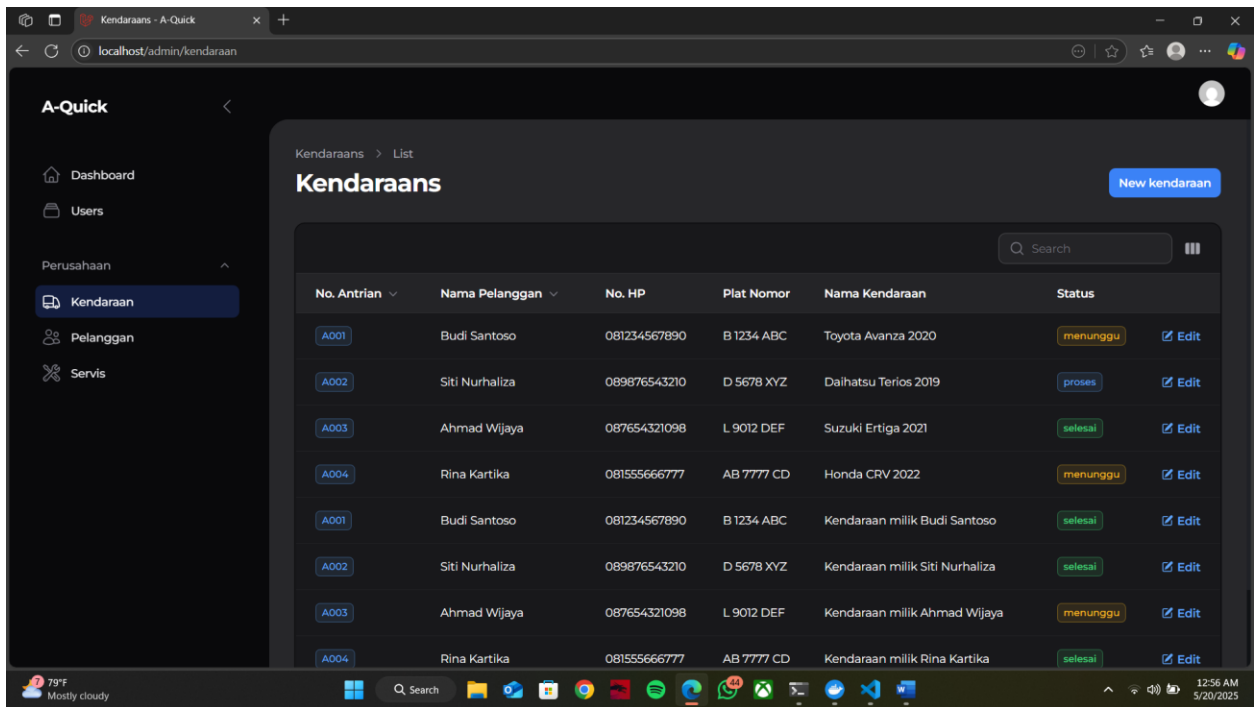 Kendaraans - A-Quick
localhost/admin/kendaraan
A-Quick
Dashboard
Users
Perusahaan
Kendaraan
Pelanggan
Servis
Kendaraans > List
Kendaraans
New kendaraan
Search
No. Antrian Nama Pelanggan No. HP Plat Nomor Nama Kendaraan Status
A001 Budi Santoso 081234567890 B 1234 ABC Toyota Avanza 2020 menunggu Edit
A002 Siti Nurhaliza 089876543210 D 5678 XYZ Daihatsu Terios 2019 proses Edit
A003 Ahmad Wijaya 087654321098 L 9012 DEF Suzuki Ertiga 2021 selesai Edit
A004 Rina Kartika 081555666777 AB 7777 CD Honda CRV 2022 menunggu Edit
A001 Budi Santoso 081234567890 B 1234 ABC Kendaraan milik Budi Santoso selesai Edit
A002 Siti Nurhaliza 089876543210 D 5678 XYZ Kendaraan milik Siti Nurhaliza selesai Edit
A003 Ahmad Wijaya 087654321098 L 9012 DEF Kendaraan milik Ahmad Wijaya menunggu Edit
A004 Rina Kartika 081555666777 AB 7777 CD Kendaraan milik Rina Kartika selesai Edit
7
79°F
Mostly cloudy
Search
44
12:56 AM
5/20/2025